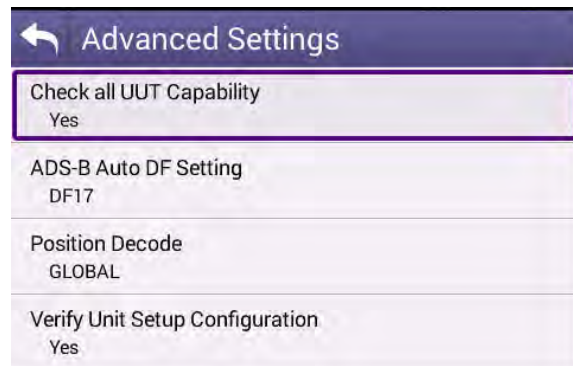 Advanced Settings
Check all UUT Capability
Yes
ADS-B Auto DF Setting
DF17
Position Decode
GLOBAL
Verify Unit Setup Configuration
Yes